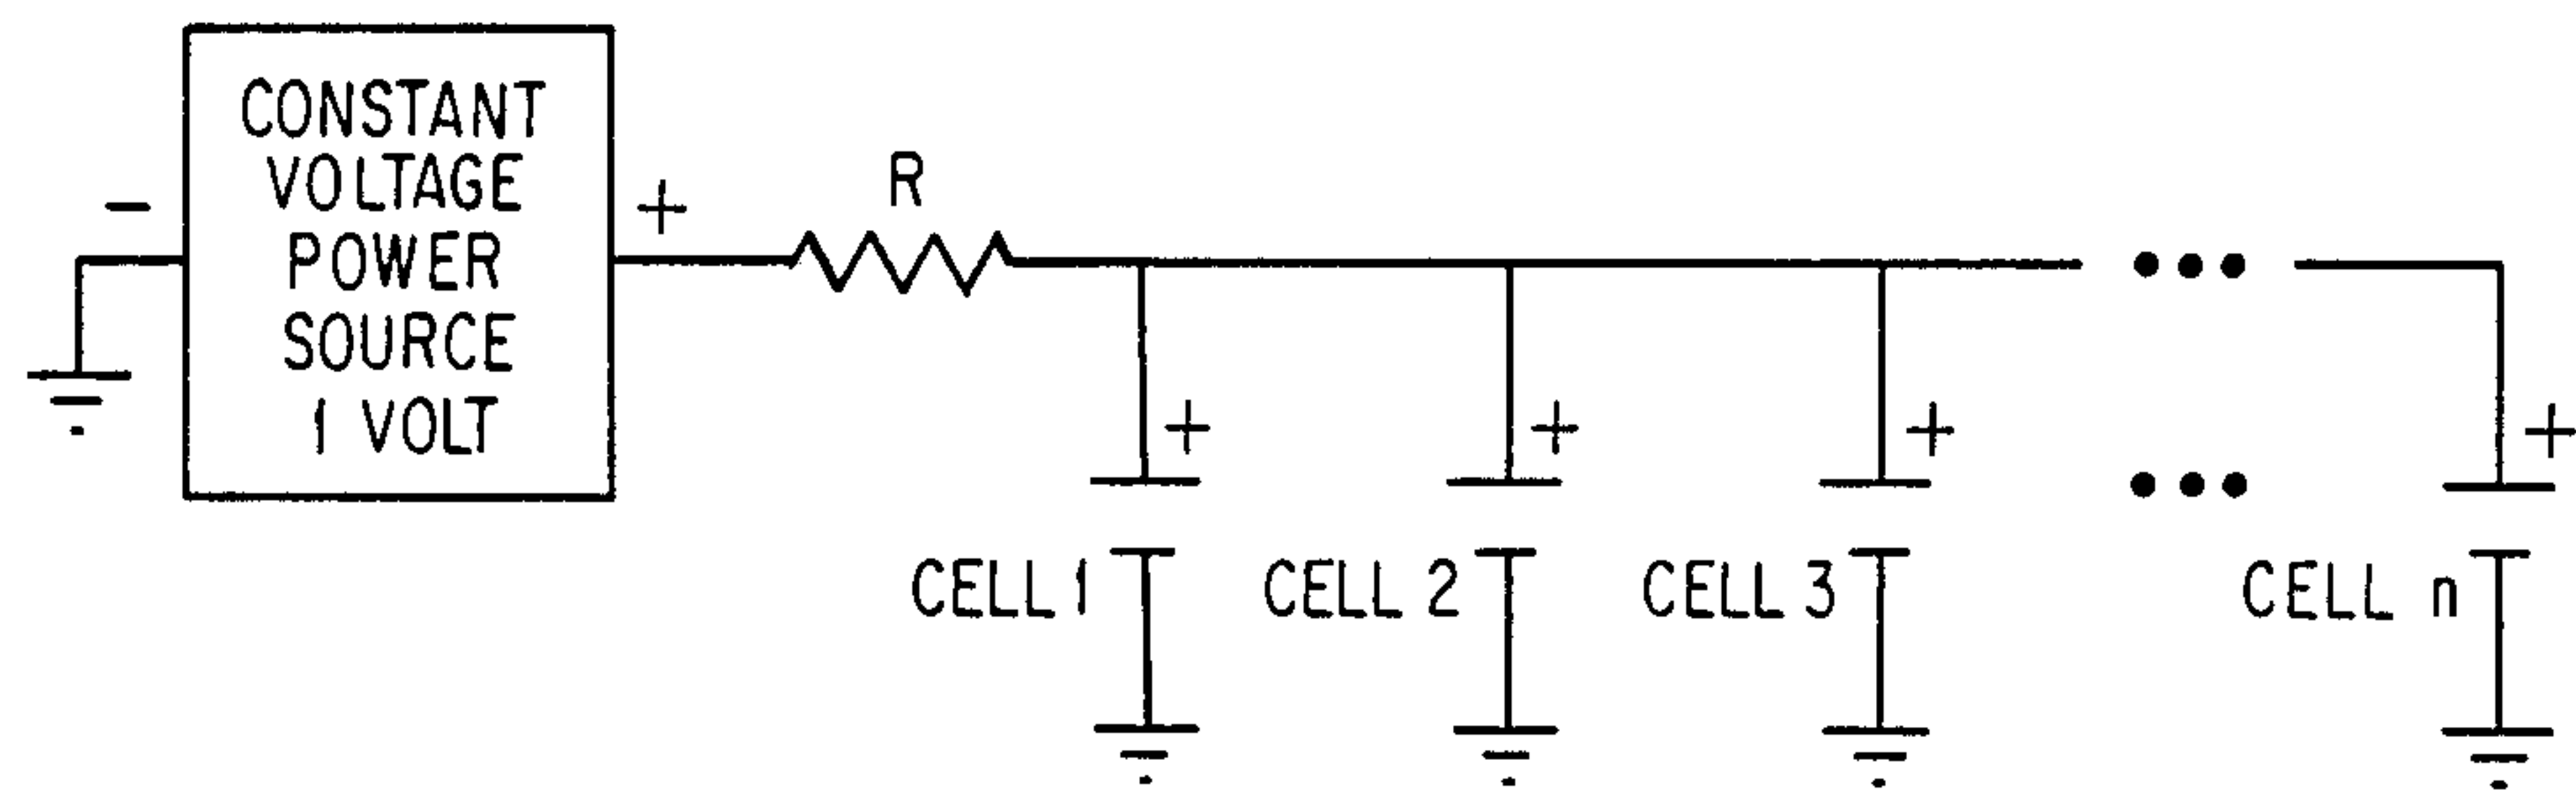 CONSTANT
VOLTAGE
POWER
SOURCE
1 VOLT
-
+
R
+
+
+
+
CELL 1
CELL 2
CELL 3
CELL n